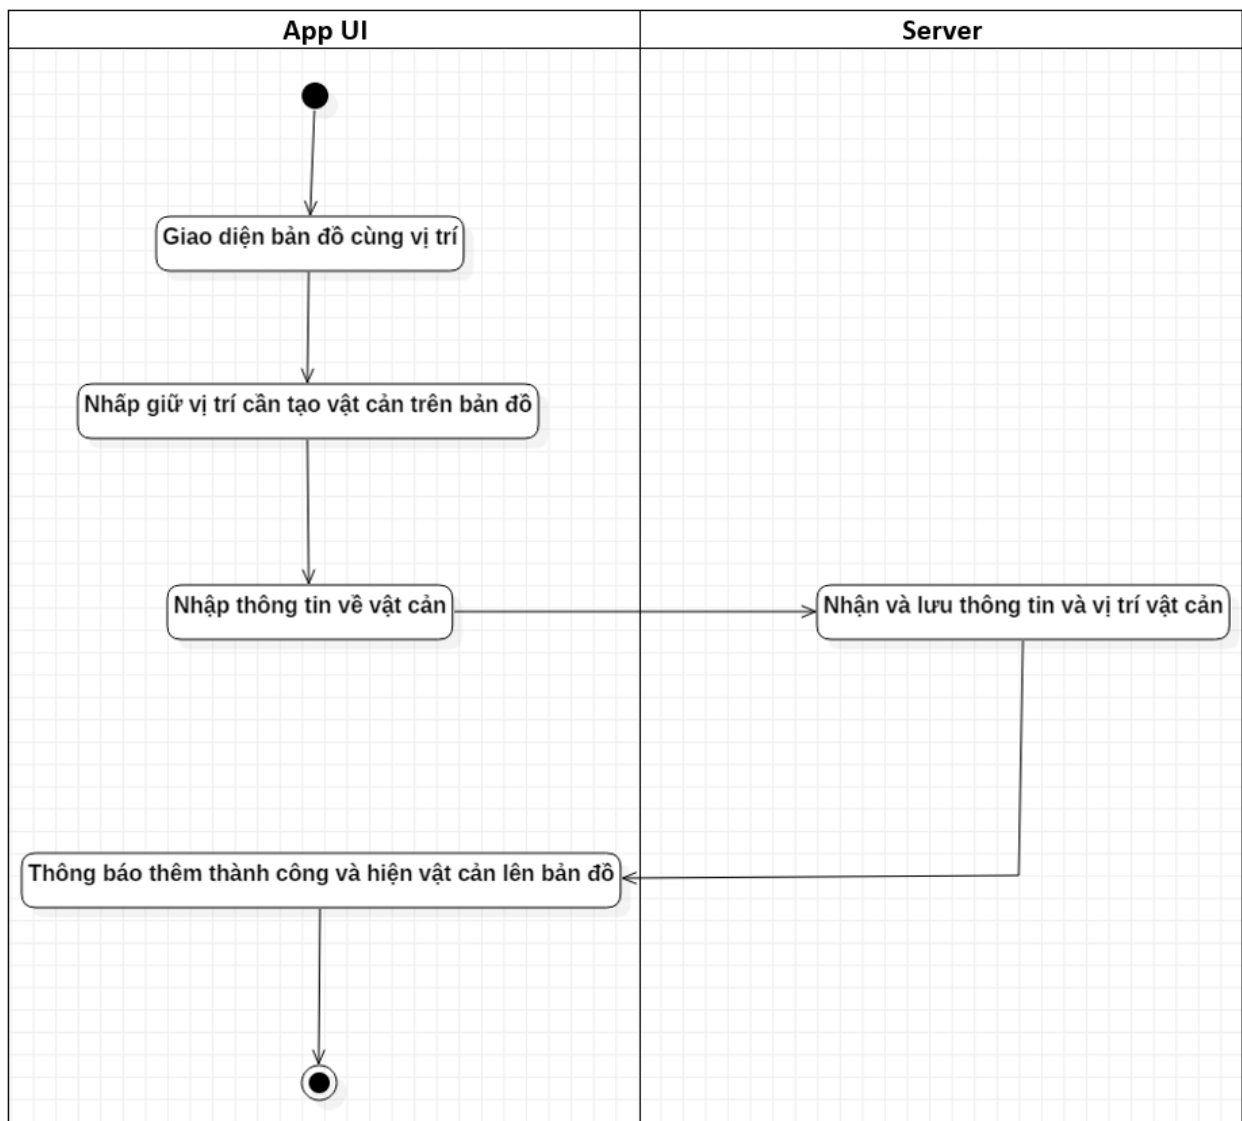 App UI
Server
Giao diện bản đồ cùng vị trí
Nhấp giữ vị trí cần tạo vật cản trên bản đồ
Nhập thông tin về vật cản
Nhận và lưu thông tin và vị trí vật cản
Thông báo thêm thành công và hiện vật cản lên bản đồ